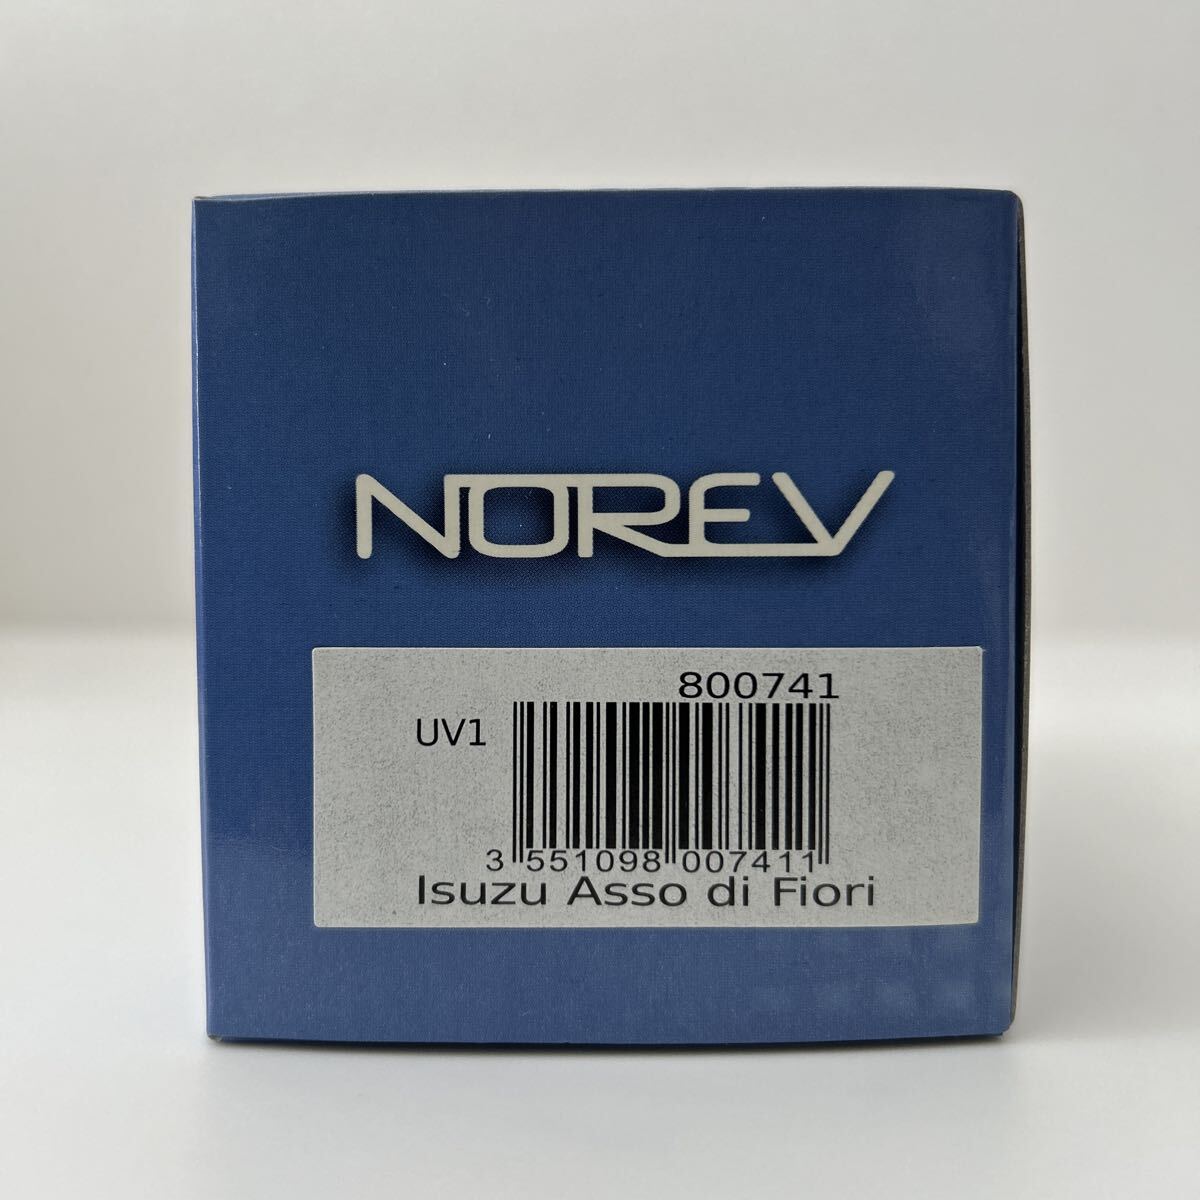 NOREV
800741
UV1
3 551098 007411
Isuzu Asso di Fiori